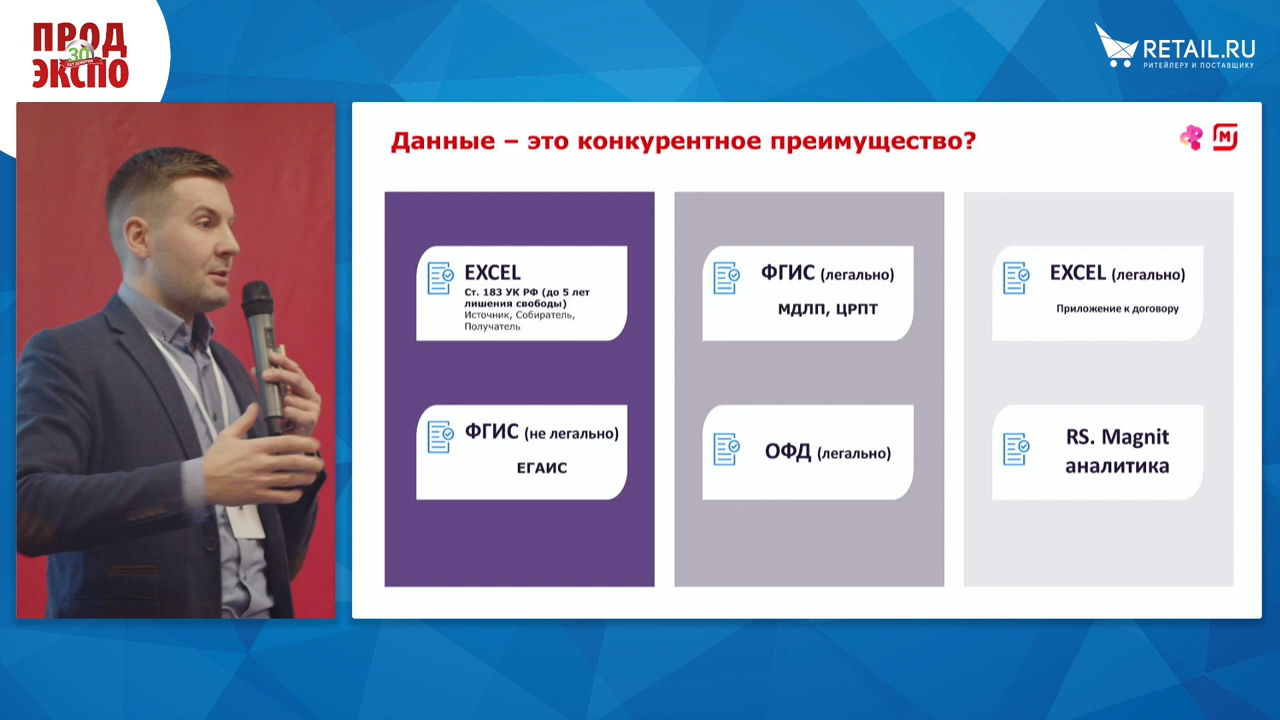 ПРОД
30
ЭКСПО
RETAIL.RU
РИТЕЙЛЕРУ И ПОСТАВЩИКУ
Данные – это конкурентное преимущество?
М
EXCEL
Ст. 183 УК РФ (до 5 лет
лишения свободы)
Источник, Собиратель,
Получатель
ФГИС (не легально)
ЕГАИС
ФГИС (легально)
МДЛП, ЦРПТ
ОФД (легально)
EXCEL (легально)
Приложение к договору
RS. Magnit
аналитика